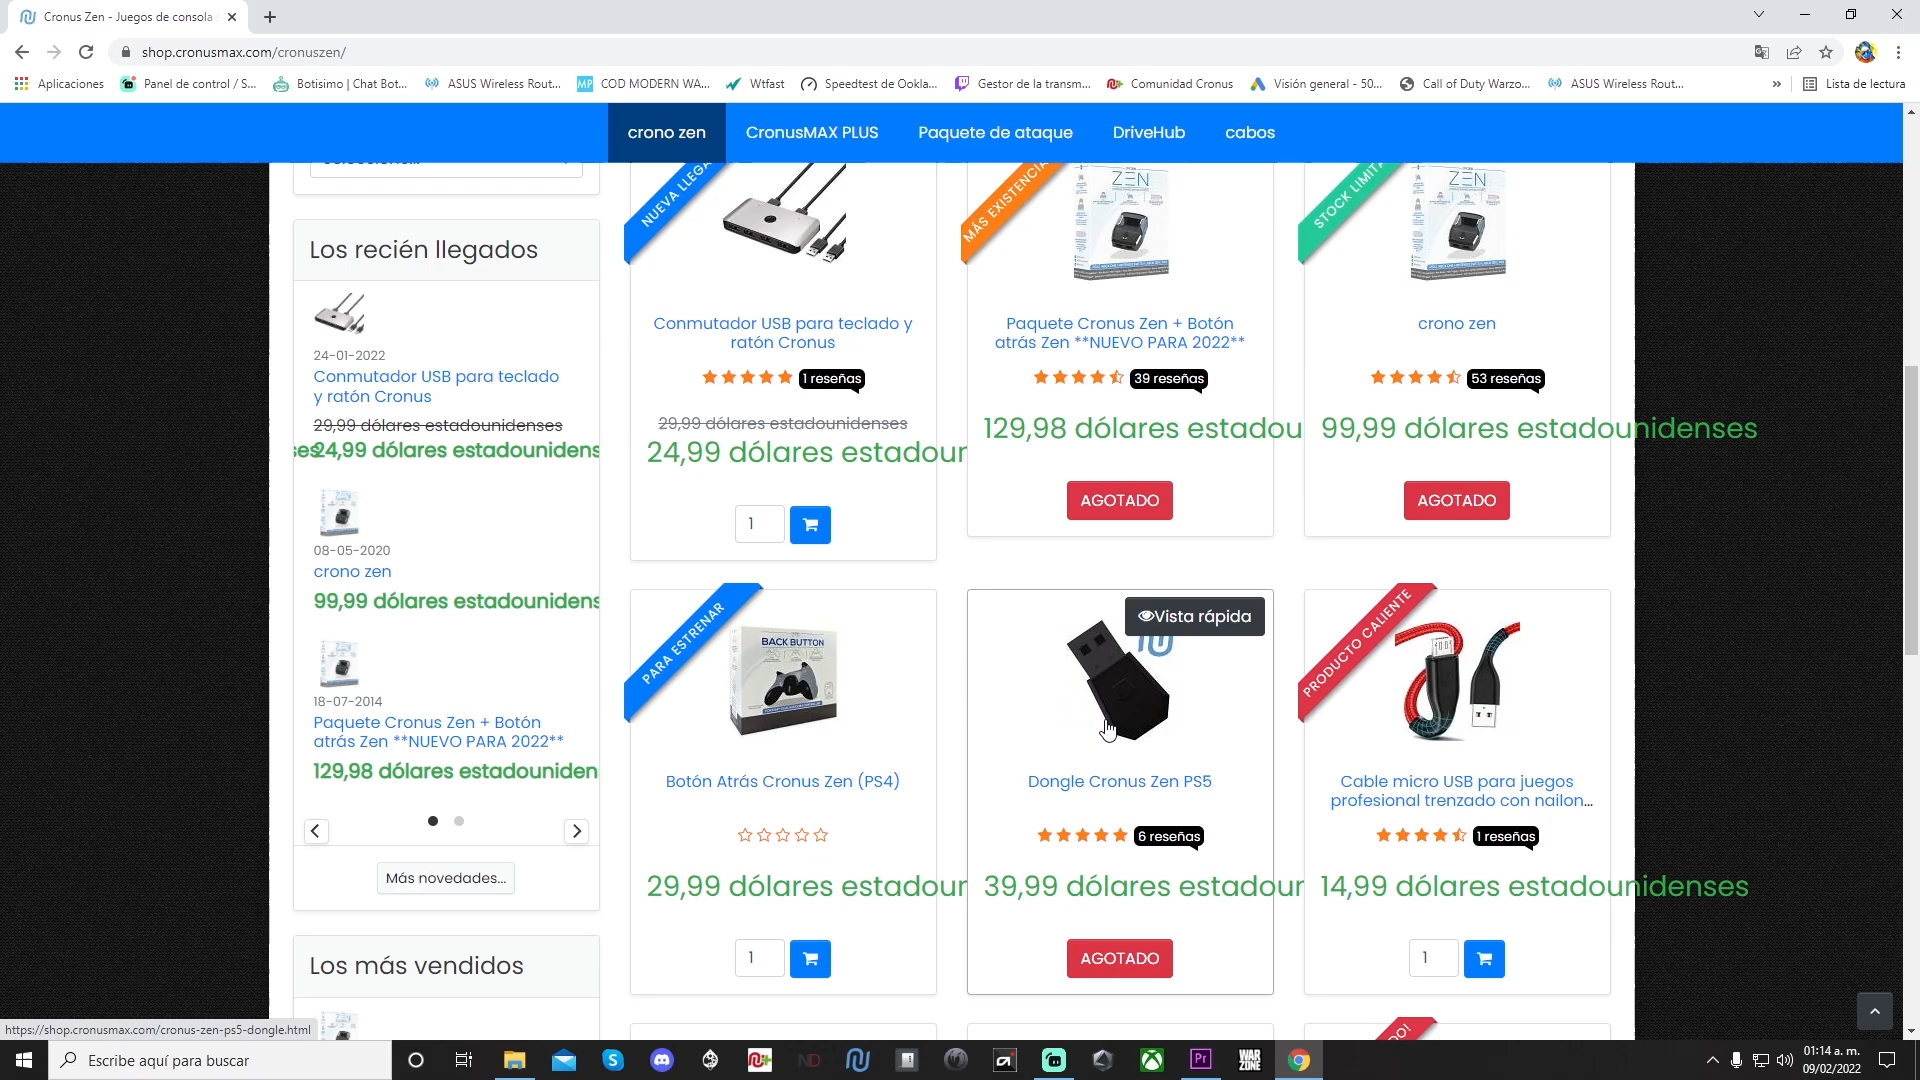 Cronus Zen - Juegos de consola
shop.cronusmax.com/cronuszen/
Aplicaciones
Panel de control / S...
Botisimo | Chat Bot...
ASUS Wireless Rout...
COD MODERN WA...
Wtfast
Speedtest de Ookla...
Gestor de la transm...
Comunidad Cronus
Visión general - 50...
Call of Duty Warzo...
ASUS Wireless Rout...
»
Lista de lectura
crono zen
CronusMAX PLUS
Paquete de ataque
DriveHub
cabos
Los recién llegados
24-01-2022
Conmutador USB para teclado
y ratón Cronus
29,99 dólares estadounidenses
24,99 dólares estadounidens
08-05-2020
crono zen
99,99 dólares estadounidens
18-07-2014
Paquete Cronus Zen + Botón
atrás Zen **NUEVO PARA 2022**
129,98 dólares estadouniden
Más novedades...
Los más vendidos
NUEVA LLEGA
Conmutador USB para teclado y
ratón Cronus
1 reseñas
29,99 dólares estadounidenses
24,99 dólares estadour
1
MÁS EXISTENCIA
ZEN
Paquete Cronus Zen + Botón
atrás Zen **NUEVO PARA 2022**
39 reseñas
129,98 dólares estadou
AGOTADO
STOCK LIMIT
ZEN
crono zen
53 reseñas
99,99 dólares estadounidenses
AGOTADO
PARA ESTRENAR
BACK BUTTON
Botón Atrás Cronus Zen (PS4)
29,99 dólares estadour
1
Vista rápida
Dongle Cronus Zen PS5
6 reseñas
39,99 dólares estadour
AGOTADO
PRODUCTO CALIENTE
Cable micro USB para juegos
profesional trenzado con nailon...
1 reseñas
14,99 dólares estadounidenses
1
https://shop.cronusmax.com/cronus-zen-ps5-dongle.html
Escribe aquí para buscar
Pr
WAR
ZONE
01:14 a. m.
09/02/2022